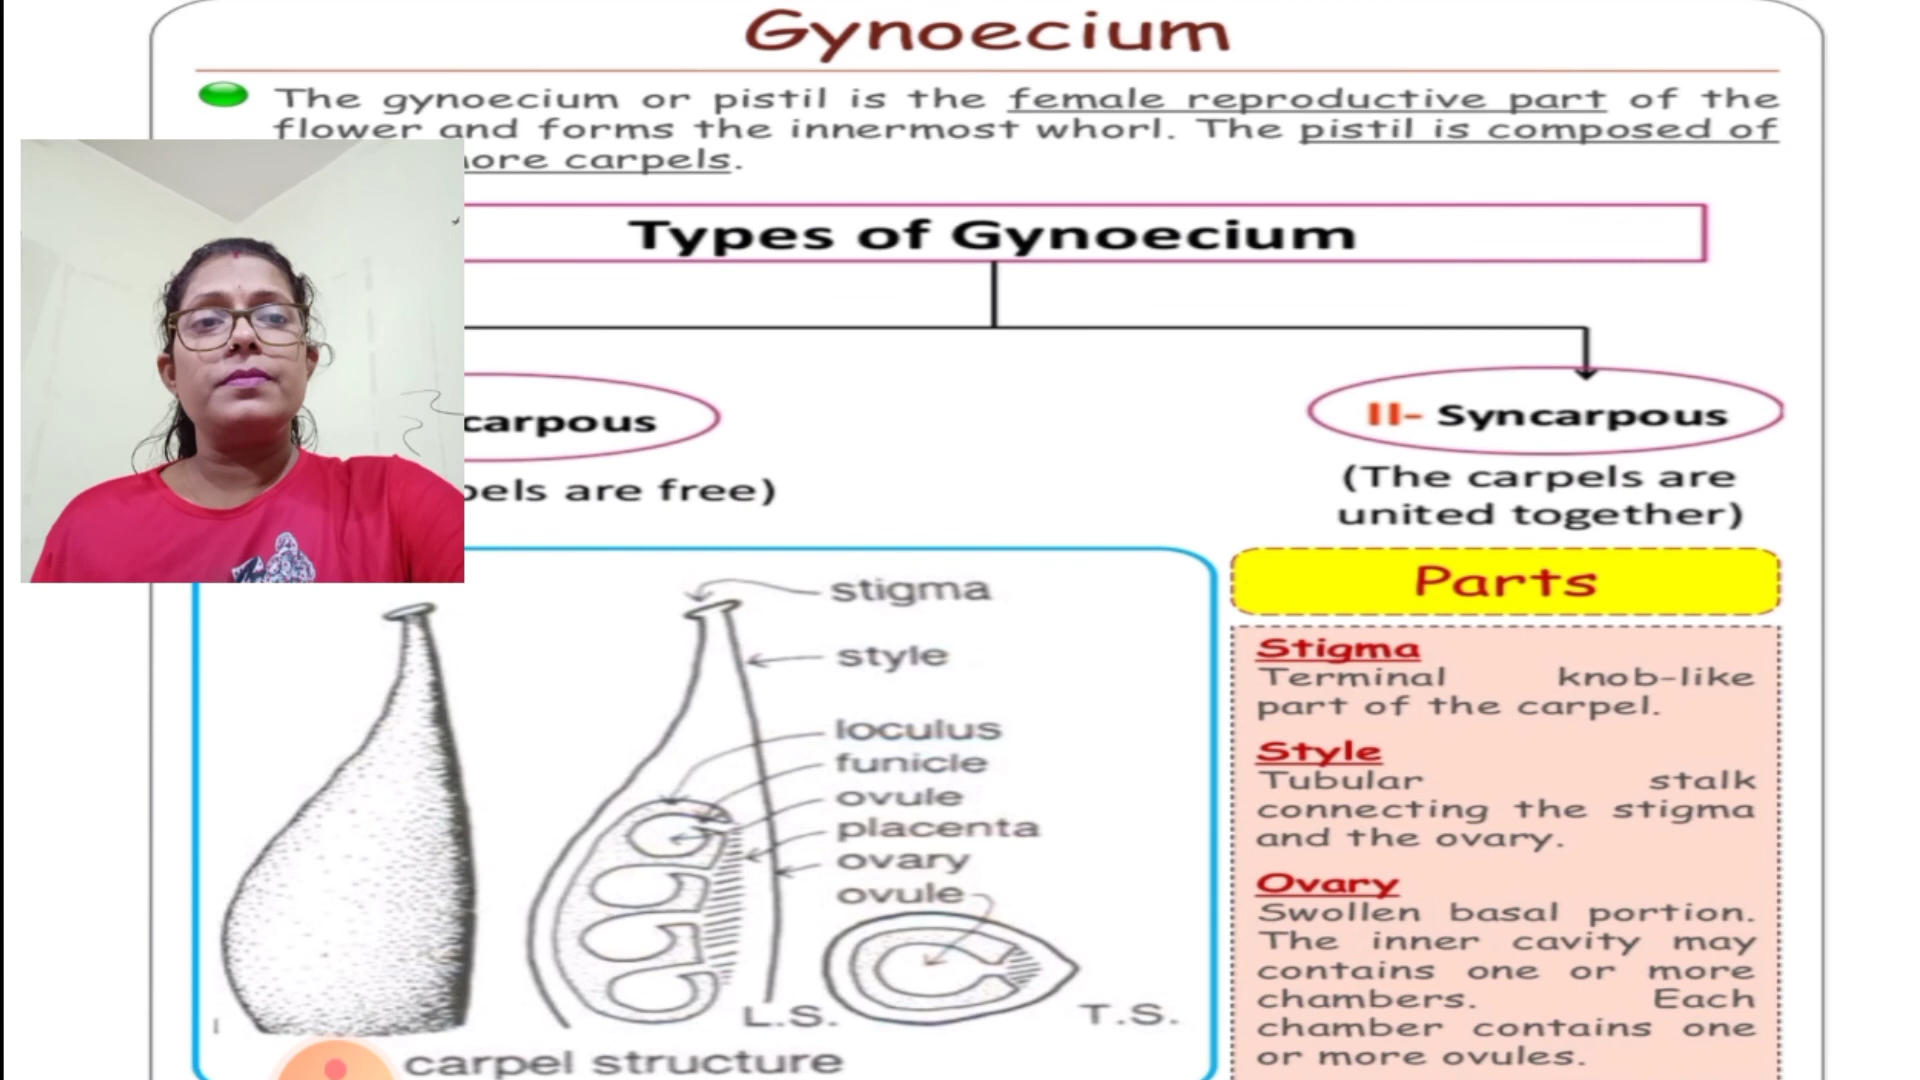 Gynoecium
The gynoecium or pistil is the female reproductive part of the
flower and forms the innermost whorl. The pistil is composed of
carpels.
Types of Gynoecium
carpous
II- Syncarpous
are free)
(The carpels are
united together)
stigma
style
loculus
funicle
ovule
placenta
ovary
ovule
L.S.
T.S.
carpel structure
Parts
Stigma
Terminal knob-like
part of the carpel.
Style
Tubular stalk
connecting the stigma
and the ovary.
Ovary
Swollen basal portion.
The inner cavity may
contains one or more
chambers. Each
chamber contains one
or more ovules.